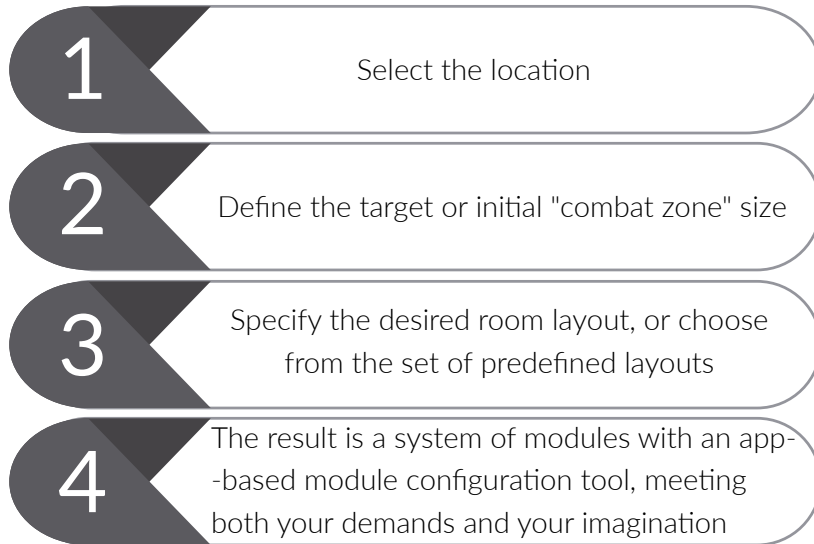 1
Select the location
2
Define the target or initial "combat zone" size
3
Specify the desired room layout, or choose
from the set of predefined layouts
4
The result is a system of modules with an app-
-based module configuration tool, meeting
both your demands and your imagination